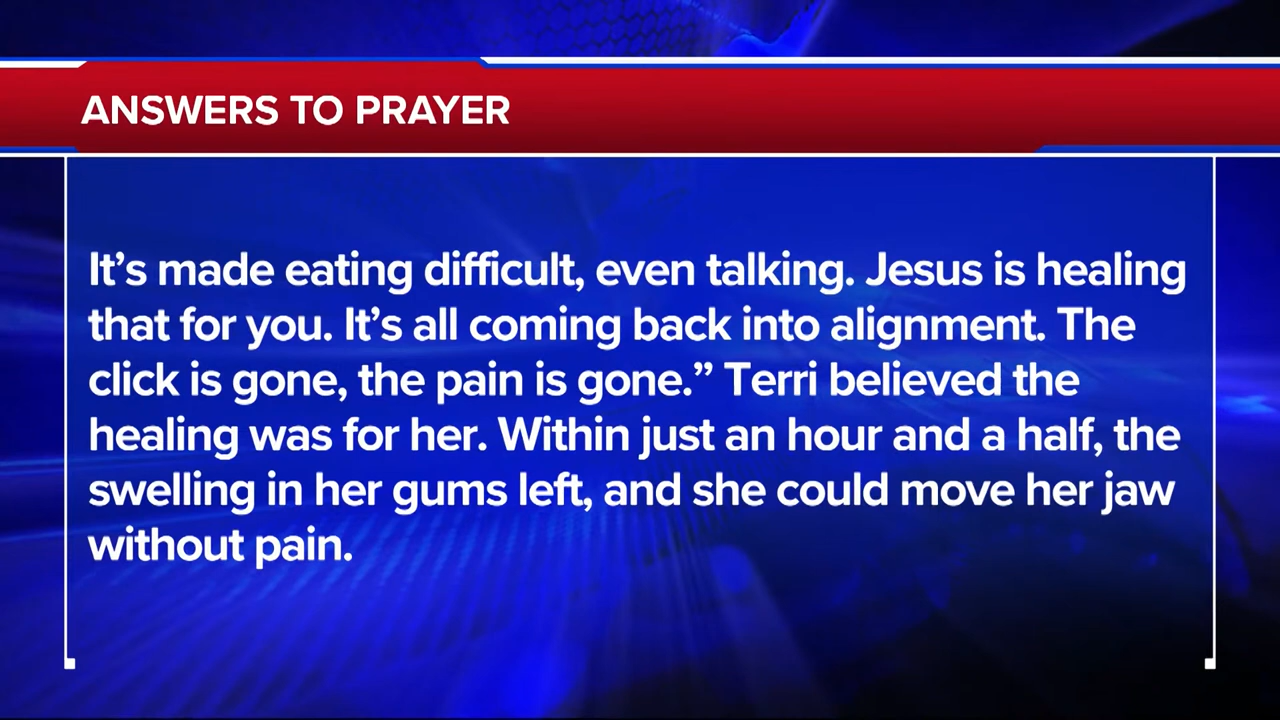 ANSWERS TO PRAYER
It’s made eating difficult, even talking. Jesus is healing
that for you. It’s all coming back into alignment. The
click is gone, the pain is gone.” Terri believed the
healing was for her. Within just an hour and a half, the
swelling in her gums left, and she could move her jaw
without pain.